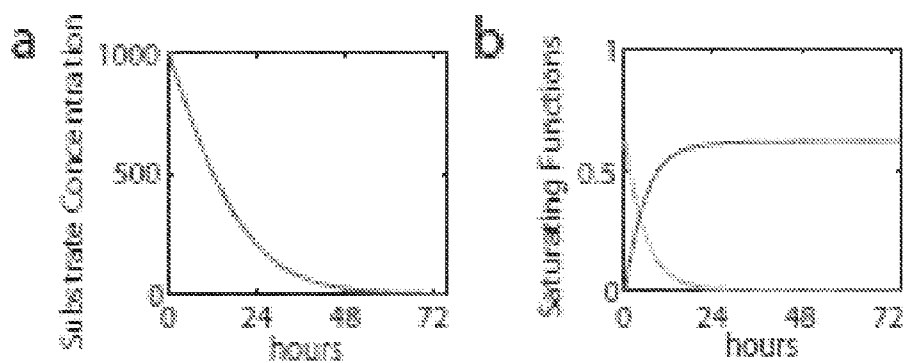 a
Substrate Concentration
1000
500
0
0 24 48 72
hours
b
Saturating Functions
1
0.5
0
0 24 48 72
hours